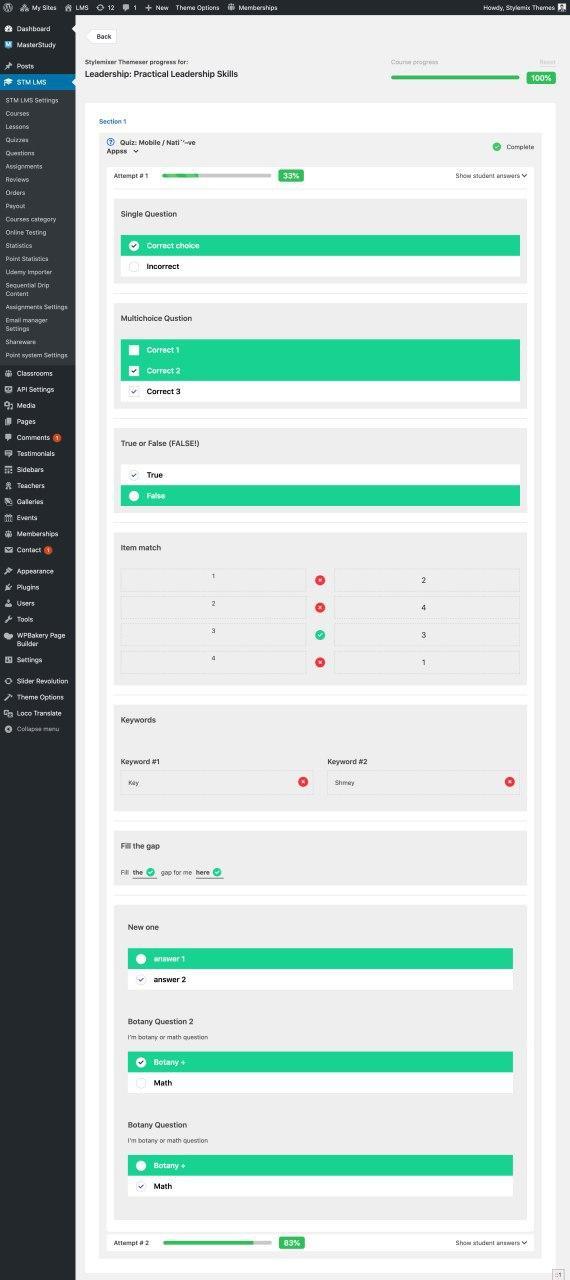 My Sites
LMS
12
1
New
Theme Options
Memberships
Howdy, Stylemix Themes
Dashboard
MasterStudy
Posts
STM LMS
STM LMS Settings
Courses
Lessons
Quizzes
Questions
Assignments
Reviews
Orders
Payout
Courses category
Online Testing
Statistics
Point Statistics
Udemy Importer
Sequential Drip
Content
Assignments Settings
Email manager
Settings
Shareware
Point system Settings
Classrooms
API Settings
Media
Pages
Comments 1
Testimonials
Sidebars
Teachers
Galleries
Events
Memberships
Contact 1
Appearance
Plugins
Users
Tools
WPBakery Page
Builder
Settings
Slider Revolution
Theme Options
Loco Translate
Collapse menu
Back
Stylemixer Themeser progress for:
Leadership: Practical Leadership Skills
Course progress
Reset
100%
Section 1
Quiz: Mobile / Nati``~ve
Appss
Complete
Attempt # 1
33%
Show student answers
Single Question
Correct choice
Incorrect
Multichoice Qustion
Correct 1
Correct 2
Correct 3
True or False (FALSE!)
True
False
Item match
1
2
2
4
3
3
4
1
Keywords
Keyword #1
Keyword #2
Key
Shmey
Fill the gap
Fill the gap for me here
New one
answer 1
answer 2
Botany Question 2
I'm botany or math question
Botany +
Math
Botany Question
I'm botany or math question
Botany +
Math
Attempt # 2
83%
Show student answers